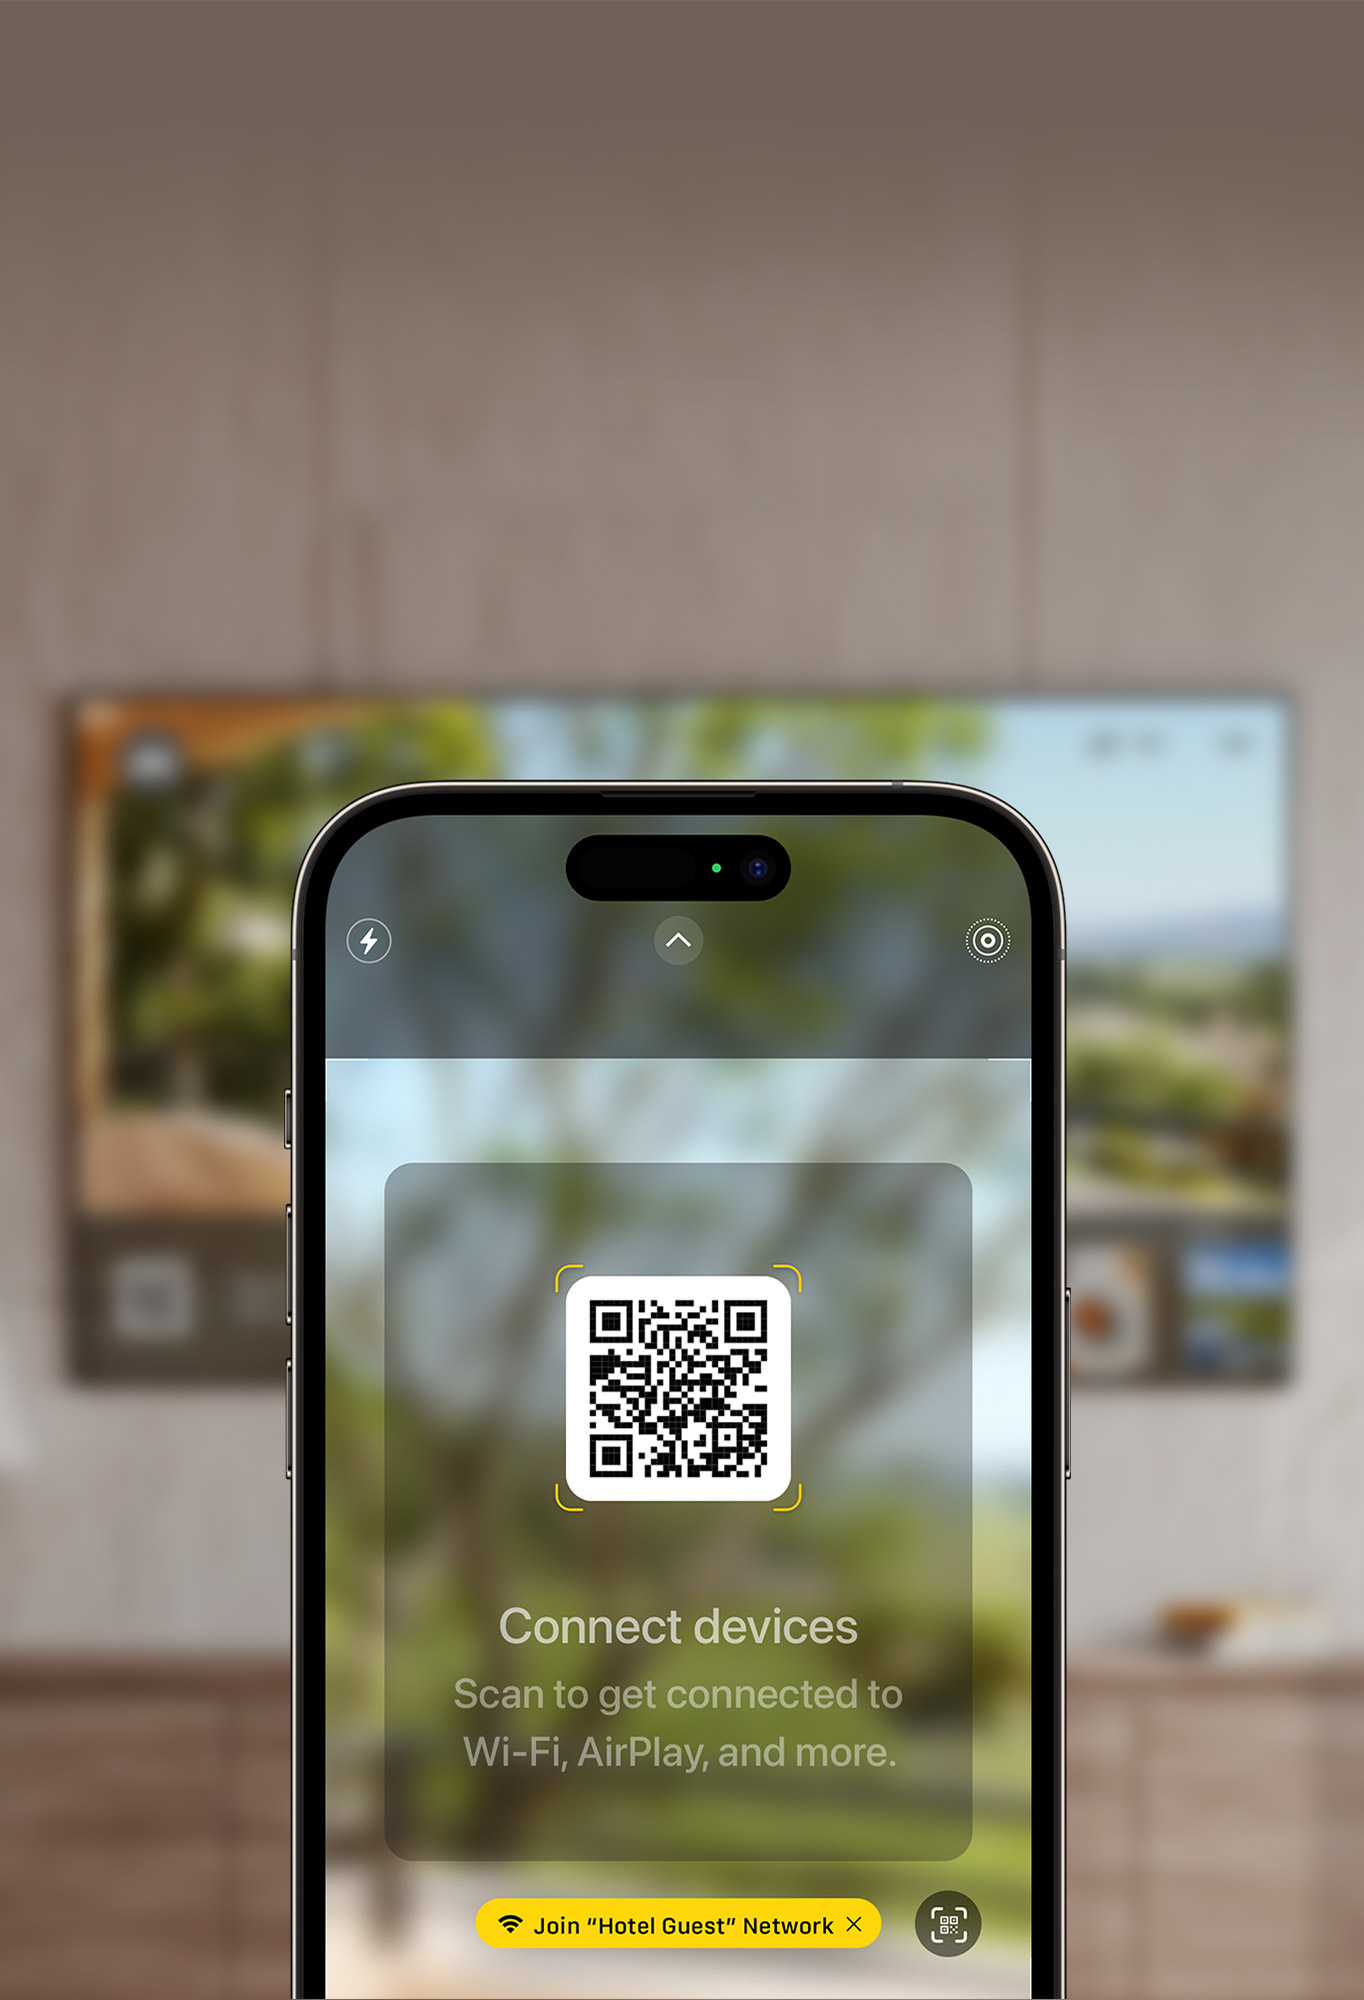 Connect devices
Scan to get connected to
Wi-Fi, AirPlay, and more.
Join “Hotel Guest” Network